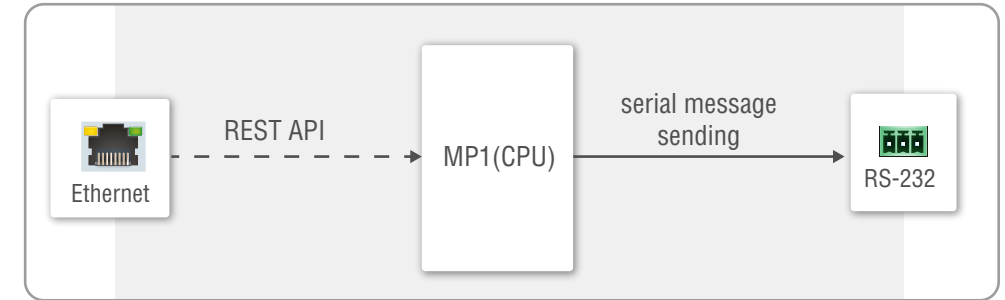 Ethernet
REST API
MP1(CPU)
serial message
sending
RS-232